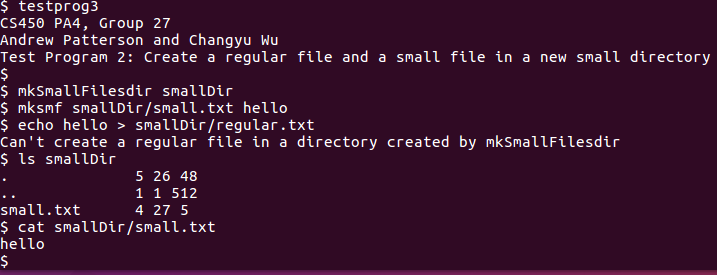 $ testprog3
CS450 PA4, Group 27
Andrew Patterson and Changyu Wu
Test Program 2: Create a regular file and a small file in a new small directory
$
$ mkSmallFilesdir smallDir
$ mksmf smallDir/small.txt hello
$ echo hello > smallDir/regular.txt
Can't create a regular file in a directory created by mkSmallFilesdir
$ ls smallDir
.              5 26 48
..             1 1 512
small.txt      4 27 5
$ cat smallDir/small.txt
hello
$